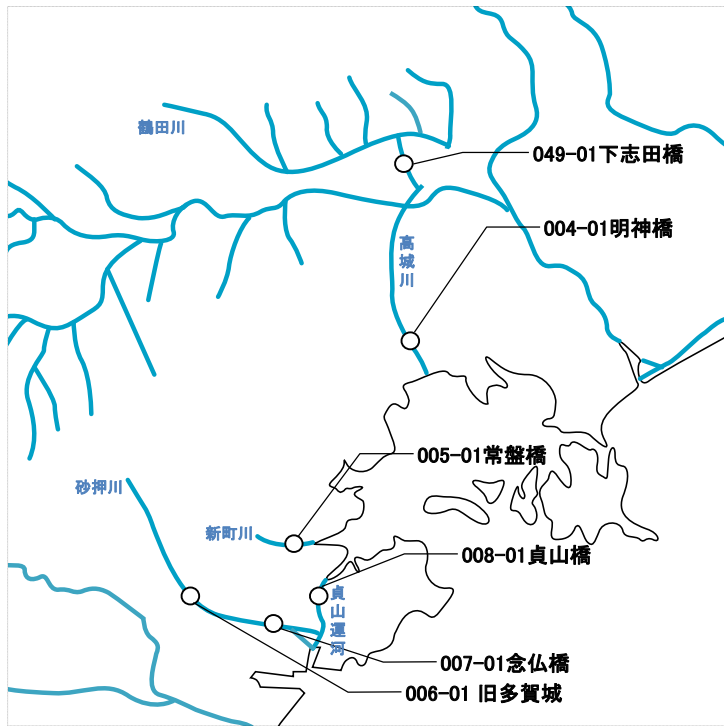 鶴田川
049-01下志田橋
004-01明神橋
高城川
005-01常盤橋
砂押川
新町川
008-01貞山橋
貞山運河
007-01念仏橋
006-01 旧多賀城